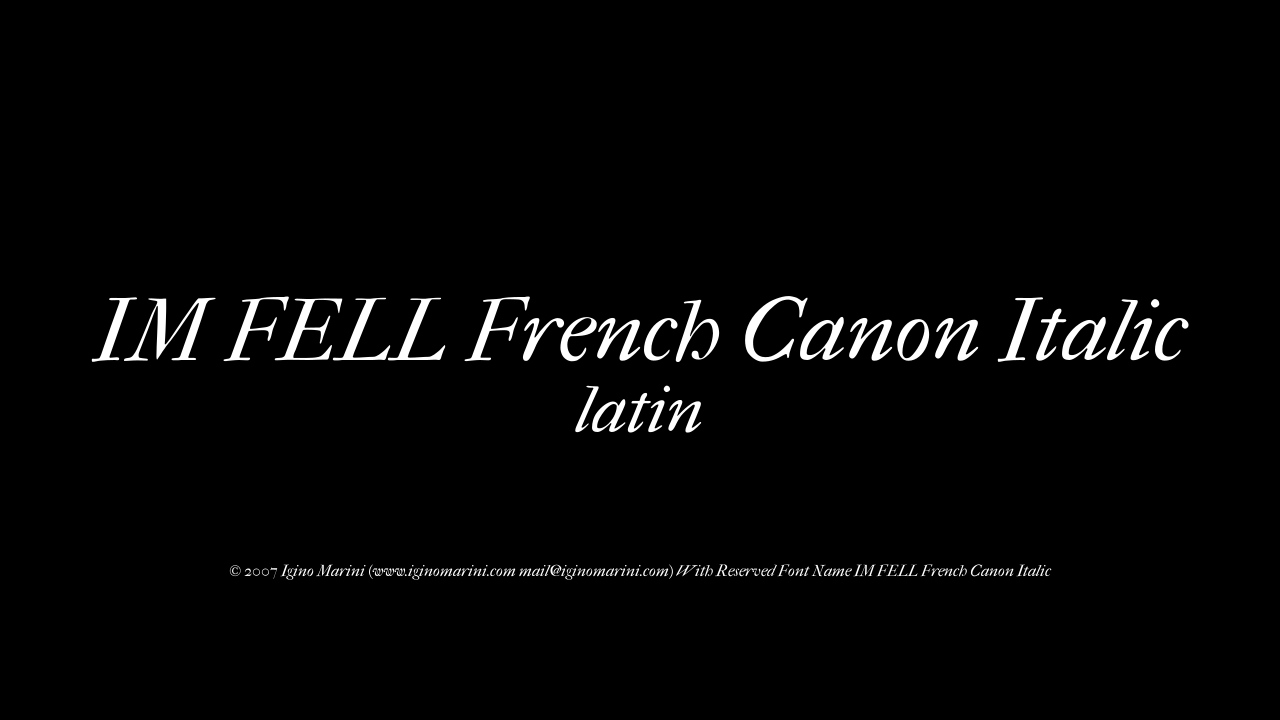 IM FELL French Canon Italic
latin
© 2007 Igino Marini (www.iginomarini.com mail@iginomarini.com) With Reserved Font Name IM FELL French Canon Italic